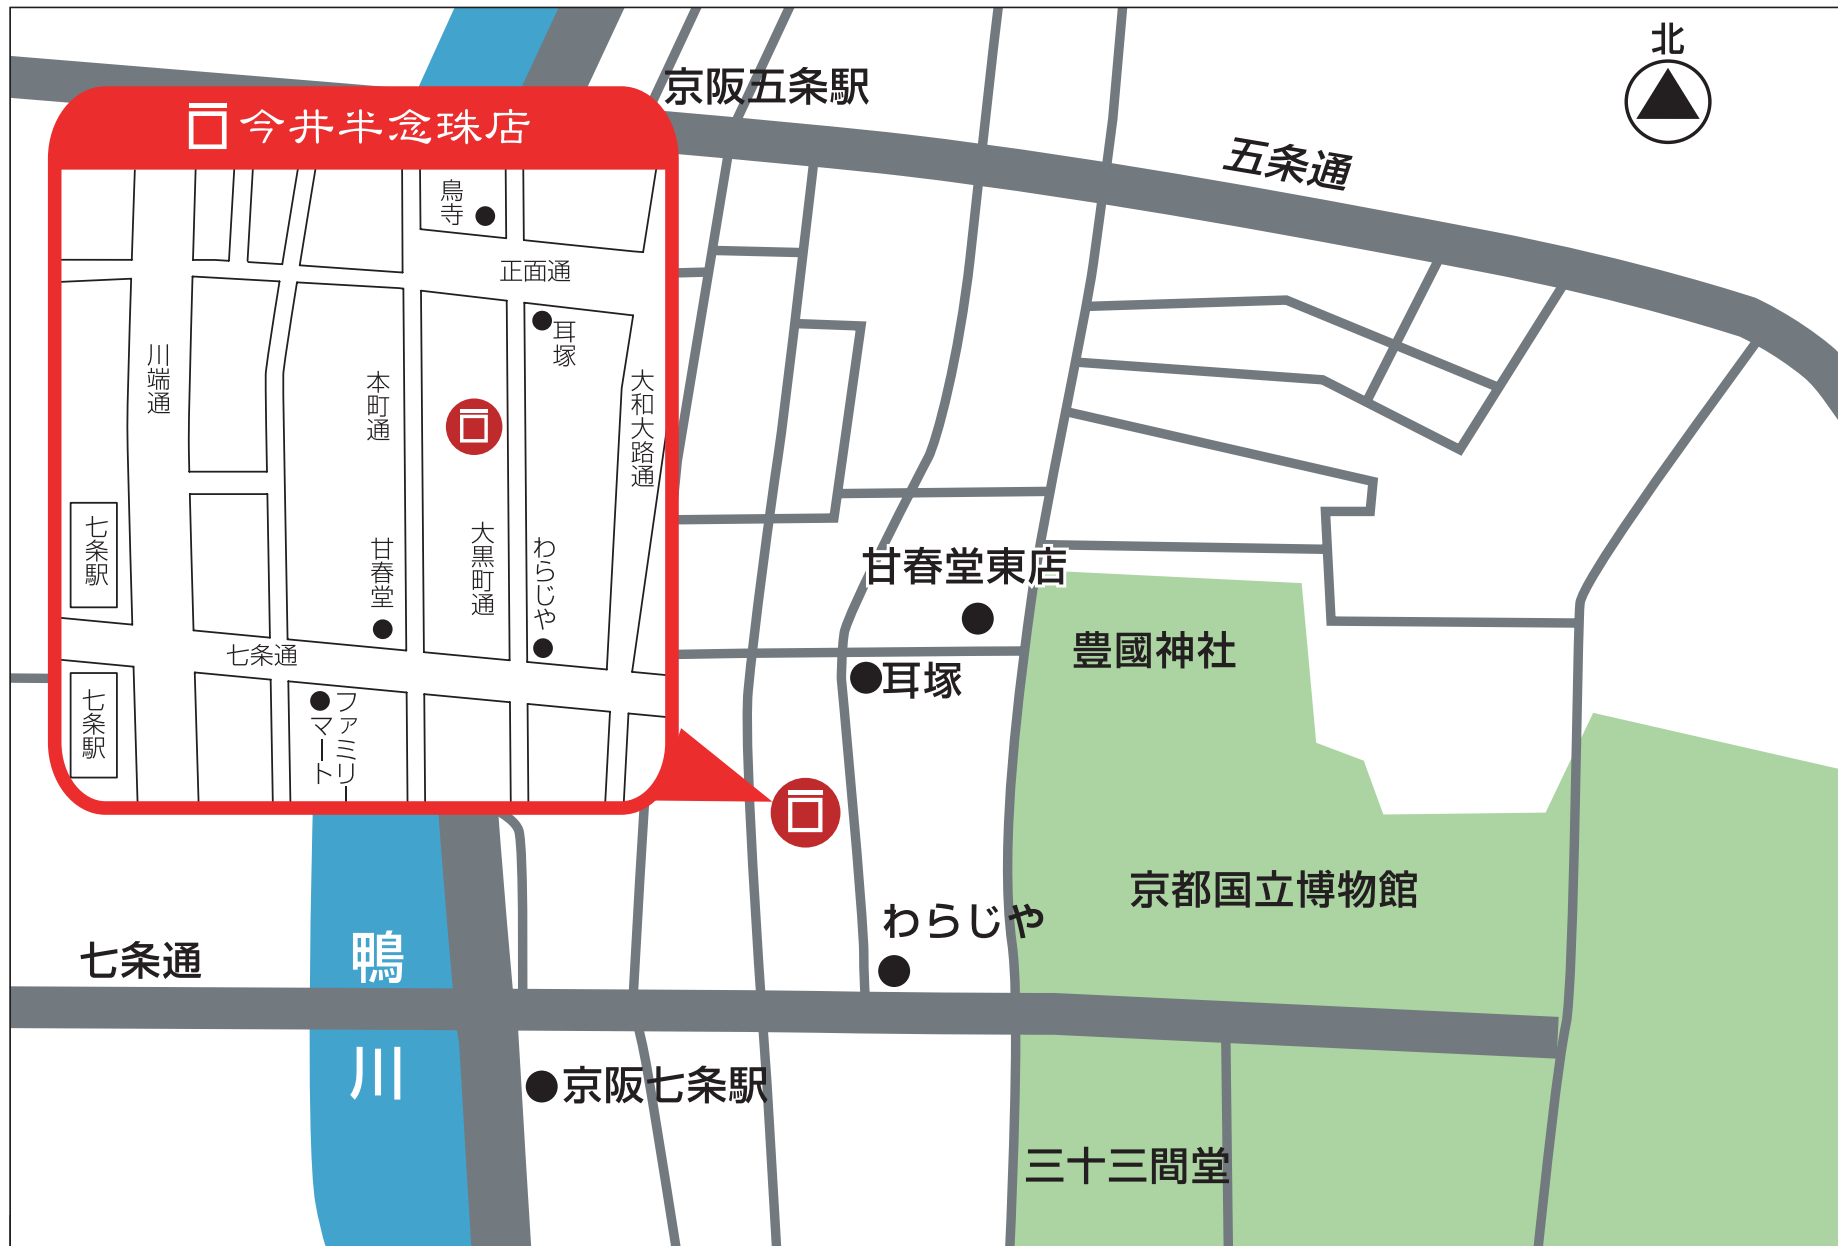 北
京阪五条駅
五条通
今井半念珠店
烏寺
正面通
耳塚
川端通
本町通
大和大路通
七条駅
甘春堂
大黒町通
わらじや
七条通
七条駅
ファミリー
マート
甘春堂東店
豊國神社
耳塚
京都国立博物館
わらじや
七条通
鴨川
京阪七条駅
三十三間堂